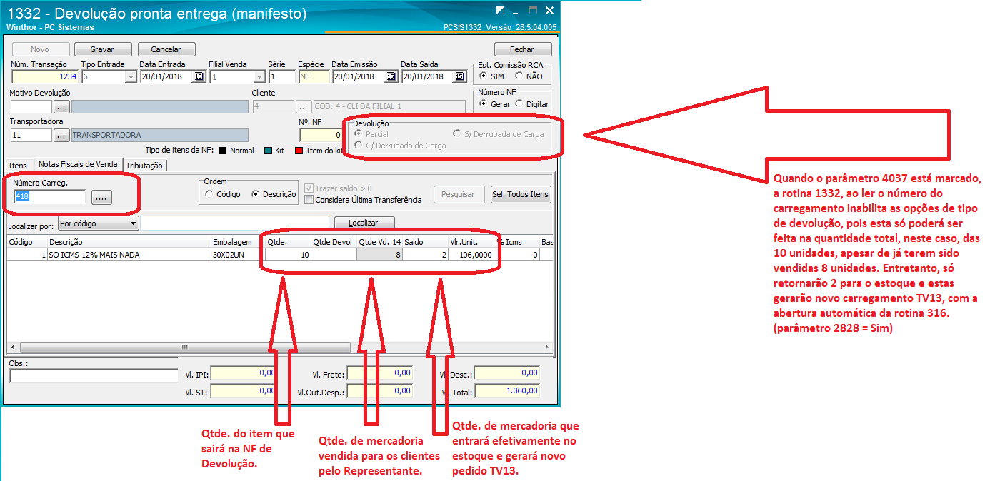 1332 - Devolução pronta entrega (manifesto)
Winthor - PC Sistemas
PCSIS1332 Versão 28.5.04.005
Novo Gravar Cancelar Fechar
Núm. Transação Tipo Entrada Data Entrada Filial Venda Série Espécie Data Emissão Data Saída Est. Comissão RCA
1234 6 20/01/2018 15 1 1 NF 20/01/2018 15 20/01/2018 15 SIM NÃO
Motivo Devolução Cliente Número NF
... 4 ... COD. 4 - CLI DA FILIAL 1 Gerar Digitar
Transportadora Nº. NF Devolução
11 ... TRANSPORTADORA 0 Parcial S/ Derrubada de Carga
C/ Derrubada de Carga
Tipo de itens da NF: Normal Kit Item do kit
Itens Notas Fiscais de Venda Tributação
Número Carreg. Ordem
418 .... Código Descrição Trazer saldo > 0 Pesquisar Sel. Todos Itens
Considera Última Transferência
Localizar por: Por código Localizar
Código Descrição Embalagem Qtde. Qtde Devol Qtde Vd. 14 Saldo Vlr.Unit. % Icms Bas
1 SO ICMS 12% MAIS NADA 30X02UN 10 8 2 106,0000 0
Obs.:
Vl. IPI: 0,00 Vl. Frete: 0,00 Vl. Desc.: 0,00
Vl. ST: 0,00 Vl.Out.Desp.: 0,00 Vl. Total: 1.060,00
Quando o parâmetro 4037 está marcado,
a rotina 1332, ao ler o número do
carregamento inabilita as opções de tipo
de devolução, pois esta só poderá ser
feita na quantidade total, neste caso, das
10 unidades, apesar de já terem sido
vendidas 8 unidades. Entretanto, só
retornarão 2 para o estoque e estas
gerarão novo carregamento TV13, com a
abertura automática da rotina 316.
(parâmetro 2828 = Sim)
Qtde. do item que
sairá na NF de
Devolução.
Qtde. de mercadoria
vendida para os clientes
pelo Representante.
Qtde. de mercadoria que
entrará efetivamente no
estoque e gerará novo
pedido TV13.